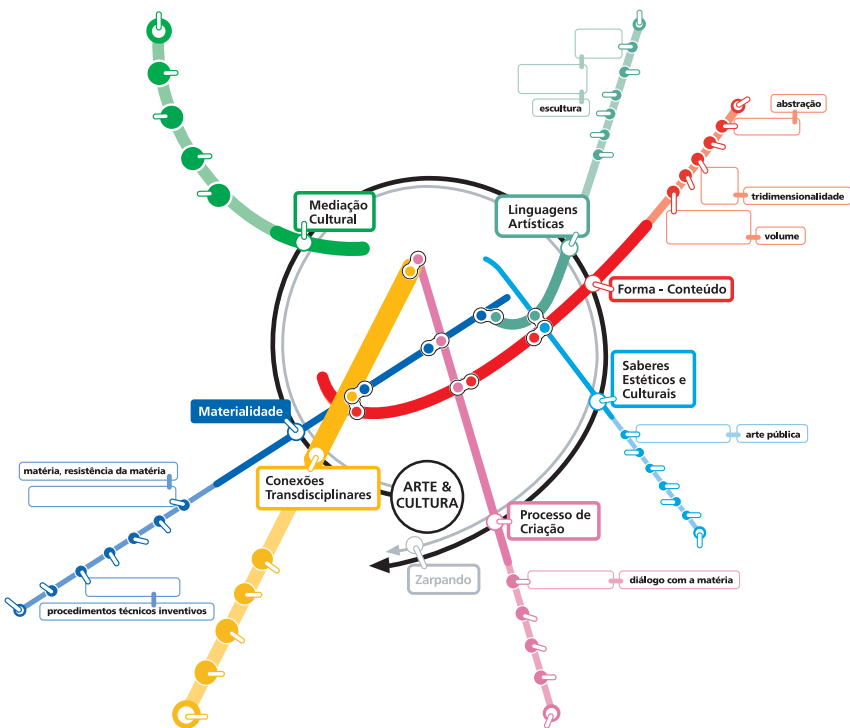 escultura
abstração
tridimensionalidade
volume
Mediação
Cultural
Linguagens
Artísticas
Forma - Conteúdo
Saberes
Estéticos e
Culturais
arte pública
Materialidade
matéria, resistência da matéria
procedimentos técnicos inventivos
Conexões
Transdisciplinares
ARTE &
CULTURA
Processo de
Criação
Zarpando
diálogo com a matéria